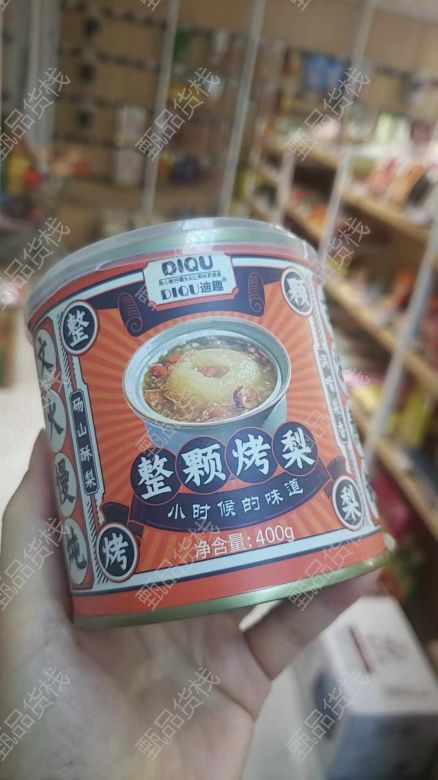 DIQU
DIQU迪趣®
整
颗
烤
梨
文火慢炖
砀山酥梨
整颗烤梨
小时候的味道
净含量: 400g
甄品货栈